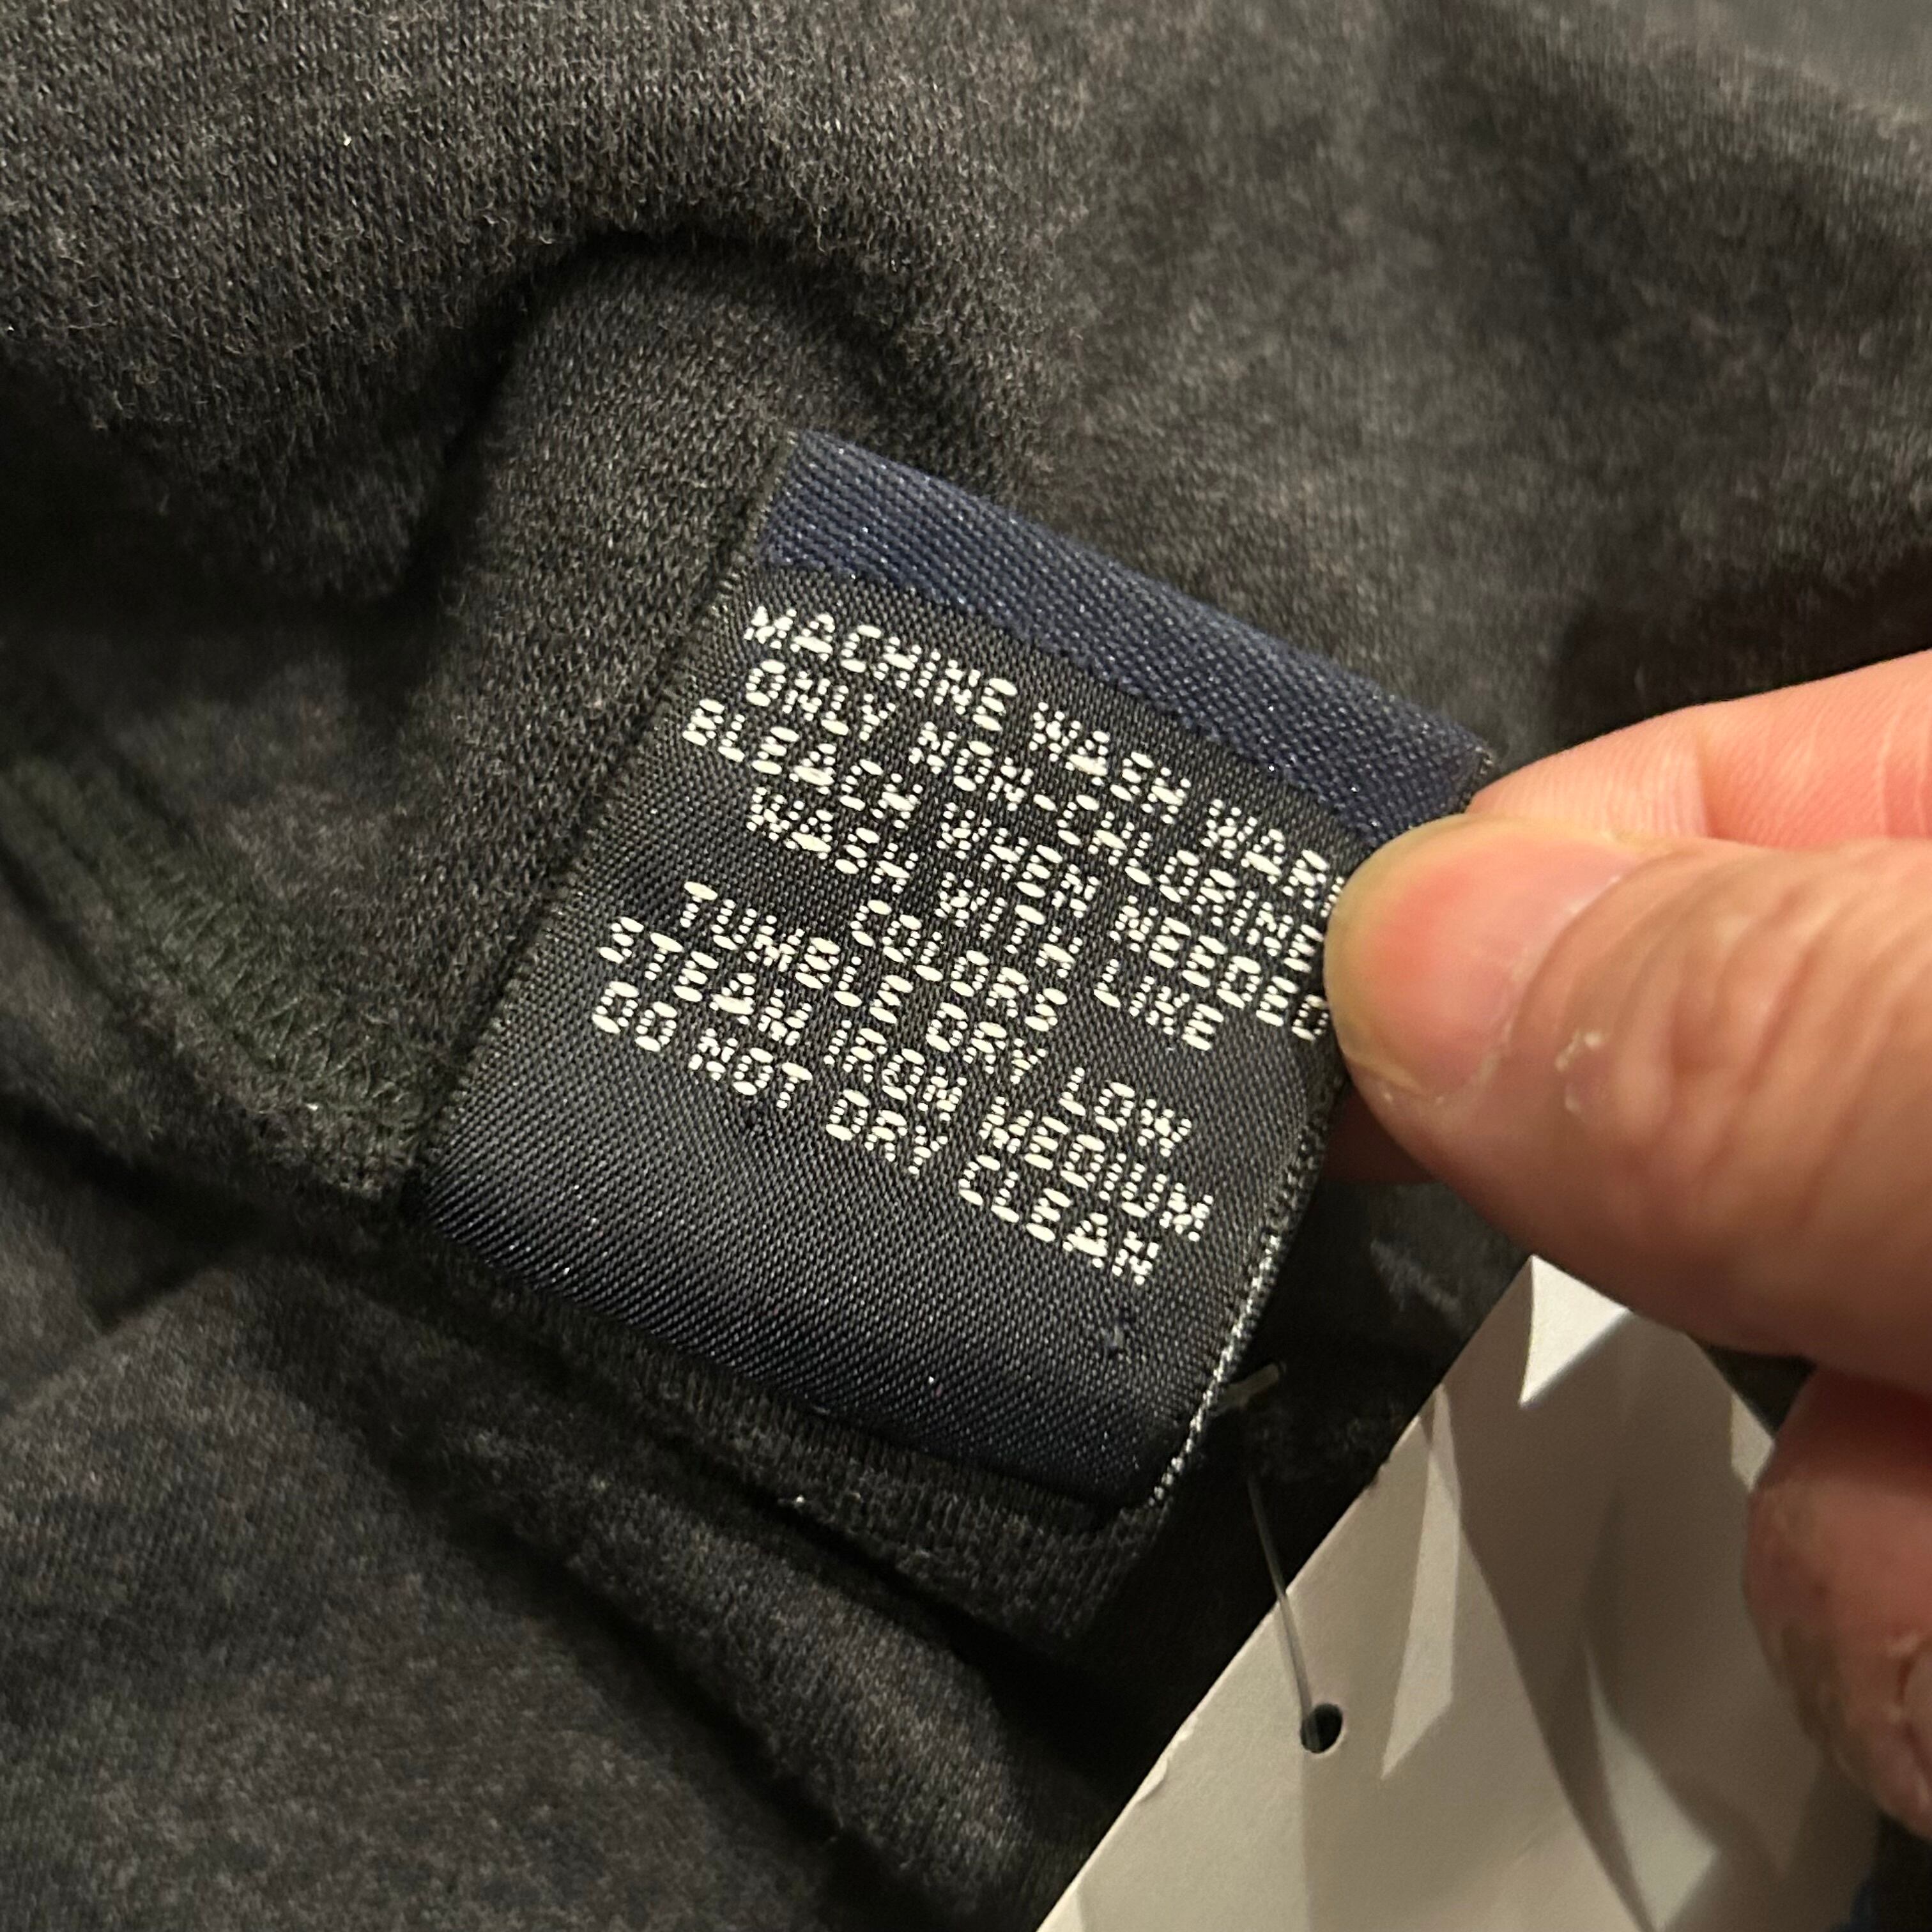 MACHINE WASH WARM
ONLY NON-CHLORINE
BLEACH WHEN NEEDED
WASH WITH LIKE
COLORS
TUMBLE DRY LOW
STEAM IRON MEDIUM
DO NOT DRY CLEAN